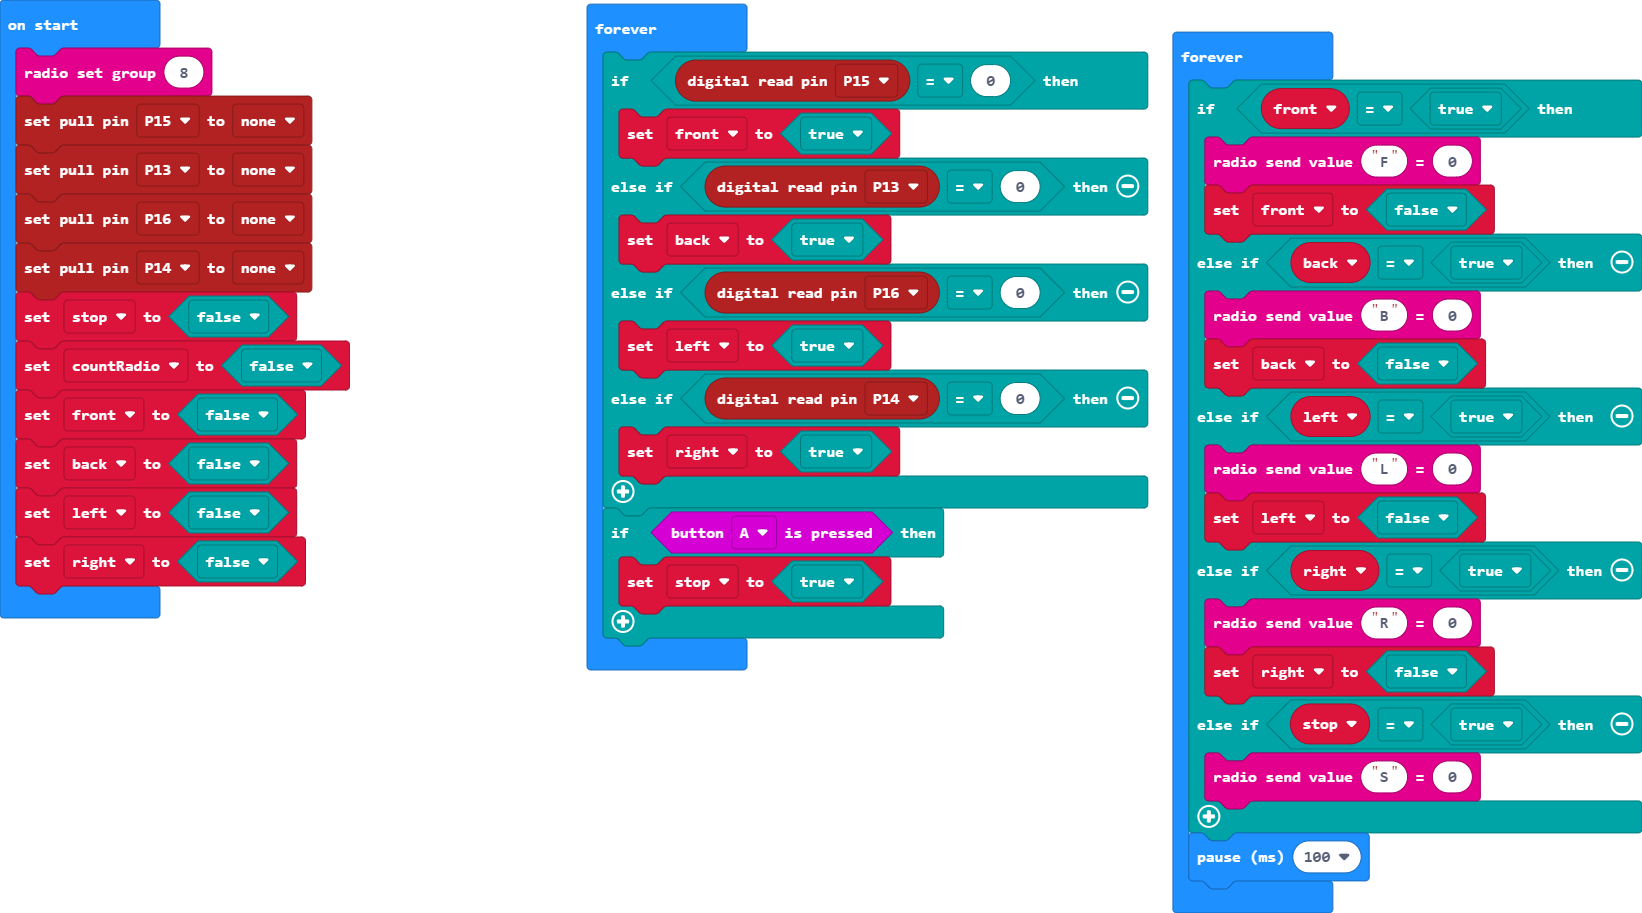 on start
radio set group 8
set pull pin P15 to none
set pull pin P13 to none
set pull pin P16 to none
set pull pin P14 to none
set stop to false
set countRadio to false
set front to false
set back to false
set left to false
set right to false
forever
if digital read pin P15 = 0 then
set front to true
else if digital read pin P13 = 0 then
set back to true
else if digital read pin P16 = 0 then
set left to true
else if digital read pin P14 = 0 then
set right to true
if button A is pressed then
set stop to true
forever
if front = true then
radio send value "F" = 0
set front to false
else if back = true then
radio send value "B" = 0
set back to false
else if left = true then
radio send value "L" = 0
set left to false
else if right = true then
radio send value "R" = 0
set right to false
else if stop = true then
radio send value "S" = 0
pause (ms) 100